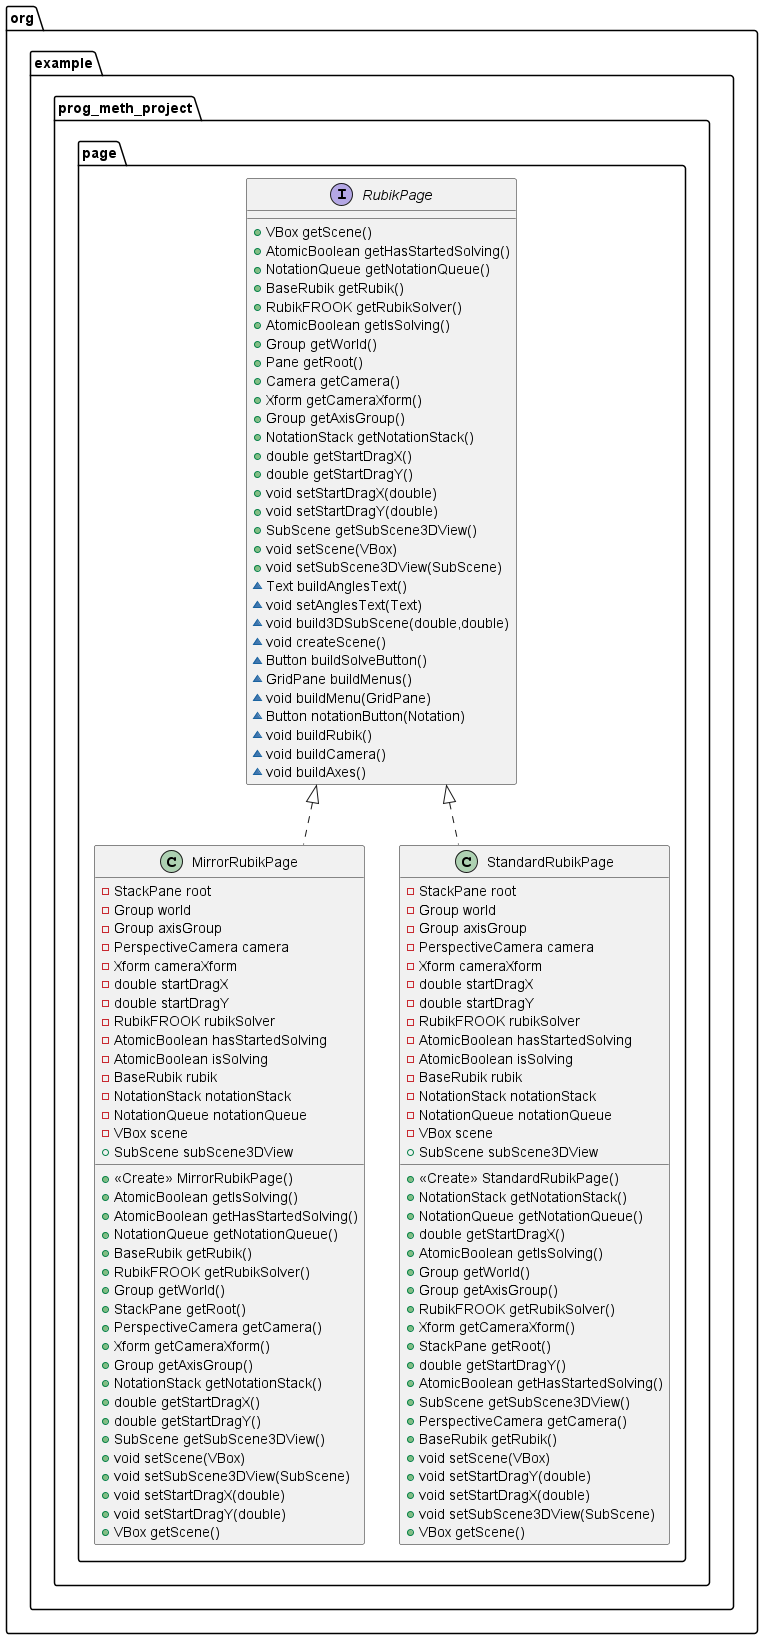 org
example
prog_meth_project
page
I RubikPage
VBox getScene()
AtomicBoolean getHasStartedSolving()
NotationQueue getNotationQueue()
BaseRubik getRubik()
RubikFROOK getRubikSolver()
AtomicBoolean getIsSolving()
Group getWorld()
Pane getRoot()
Camera getCamera()
Xform getCameraXform()
Group getAxisGroup()
NotationStack getNotationStack()
double getStartDragX()
double getStartDragY()
void setStartDragX(double)
void setStartDragY(double)
SubScene getSubScene3DView()
void setScene(VBox)
void setSubScene3DView(SubScene)
Text buildAnglesText()
void setAnglesText(Text)
void build3DSubScene(double,double)
void createScene()
Button buildSolveButton()
GridPane buildMenus()
void buildMenu(GridPane)
Button notationButton(Notation)
void buildRubik()
void buildCamera()
void buildAxes()
C MirrorRubikPage
StackPane root
Group world
Group axisGroup
PerspectiveCamera camera
Xform cameraXform
double startDragX
double startDragY
RubikFROOK rubikSolver
AtomicBoolean hasStartedSolving
AtomicBoolean isSolving
BaseRubik rubik
NotationStack notationStack
NotationQueue notationQueue
VBox scene
SubScene subScene3DView
«Create» MirrorRubikPage()
AtomicBoolean getIsSolving()
AtomicBoolean getHasStartedSolving()
NotationQueue getNotationQueue()
BaseRubik getRubik()
RubikFROOK getRubikSolver()
Group getWorld()
StackPane getRoot()
PerspectiveCamera getCamera()
Xform getCameraXform()
Group getAxisGroup()
NotationStack getNotationStack()
double getStartDragX()
double getStartDragY()
SubScene getSubScene3DView()
void setScene(VBox)
void setSubScene3DView(SubScene)
void setStartDragX(double)
void setStartDragY(double)
VBox getScene()
C StandardRubikPage
StackPane root
Group world
Group axisGroup
PerspectiveCamera camera
Xform cameraXform
double startDragX
double startDragY
RubikFROOK rubikSolver
AtomicBoolean hasStartedSolving
AtomicBoolean isSolving
BaseRubik rubik
NotationStack notationStack
NotationQueue notationQueue
VBox scene
SubScene subScene3DView
«Create» StandardRubikPage()
NotationStack getNotationStack()
NotationQueue getNotationQueue()
double getStartDragX()
AtomicBoolean getIsSolving()
Group getWorld()
Group getAxisGroup()
RubikFROOK getRubikSolver()
Xform getCameraXform()
StackPane getRoot()
double getStartDragY()
AtomicBoolean getHasStartedSolving()
SubScene getSubScene3DView()
PerspectiveCamera getCamera()
BaseRubik getRubik()
void setScene(VBox)
void setStartDragY(double)
void setStartDragX(double)
void setSubScene3DView(SubScene)
VBox getScene()